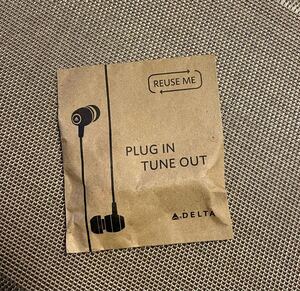 REUSE ME
PLUG IN
TUNE OUT
DELTA